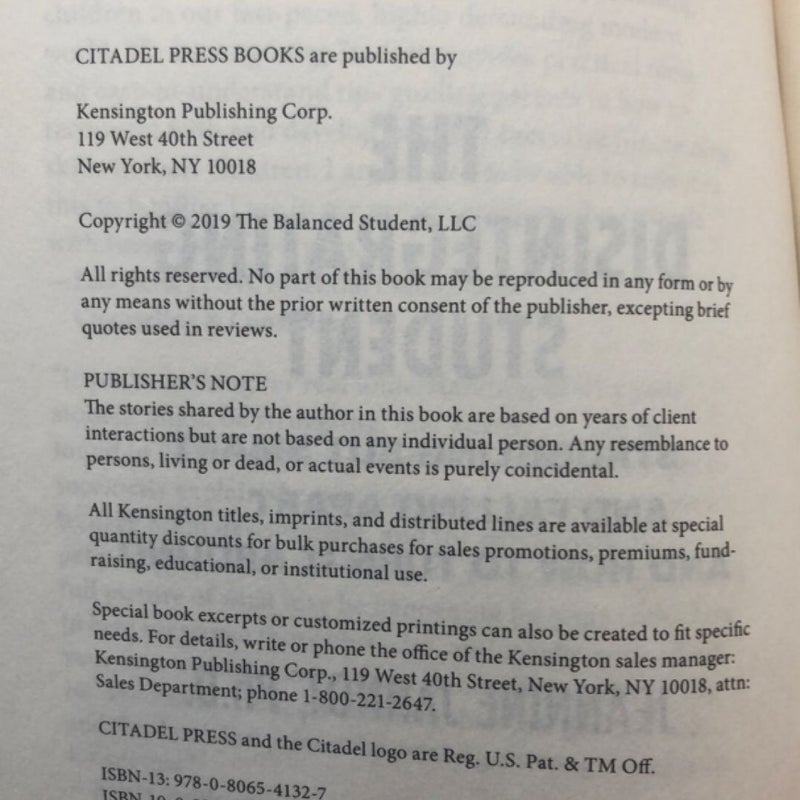 CITADEL PRESS BOOKS are published by
Kensington Publishing Corp.
119 West 40th Street
New York, NY 10018
Copyright © 2019 The Balanced Student, LLC
All rights reserved. No part of this book may be reproduced in any form or by
any means without the prior written consent of the publisher, excepting brief
quotes used in reviews.
PUBLISHER'S NOTE
The stories shared by the author in this book are based on years of client
interactions but are not based on any individual person. Any resemblance to
persons, living or dead, or actual events is purely coincidental.
All Kensington titles, imprints, and distributed lines are available at special
quantity discounts for bulk purchases for sales promotions, premiums, fund-
raising, educational, or institutional use.
Special book excerpts or customized printings can also be created to fit specific
needs. For details, write or phone the office of the Kensington sales manager:
Kensington Publishing Corp., 119 West 40th Street, New York, NY 10018, attn:
Sales Department; phone 1-800-221-2647.
CITADEL PRESS and the Citadel logo are Reg. U.S. Pat. & TM Off.
ISBN-13: 978-0-8065-4132-7